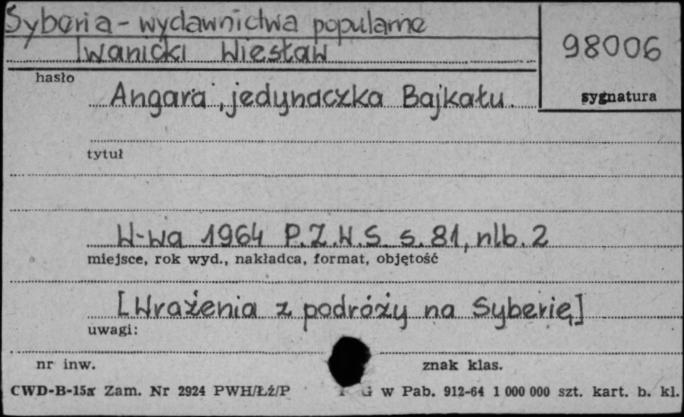 Syberia - wydawnictwa popularne
Iwanicki Wiesław
98006
hasło
sygnatura
Angara, jedynaczka Bajkału.
tytuł
W-wa 1964 P.Z.W.S. s. 81, nlb. 2
miejsce, rok wyd., nakładca, format, objętość
[Wrażenia z podróży na Syberię]
uwagi:
nr inw.
znak klas.
CWD-B-15x Zam. Nr 2924 PWH/Łź/P G w Pab. 912-64 1 000 000 szt. kart. b. kl.